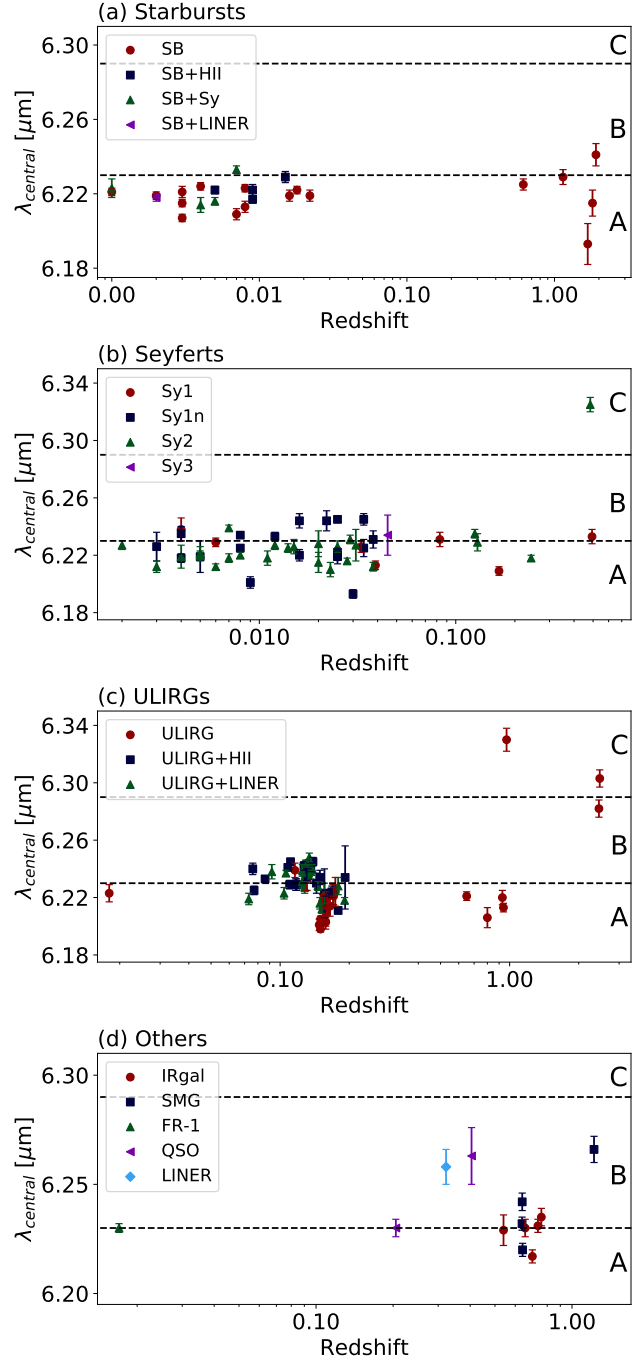 (a) Starbursts
6.30
6.26
6.22
6.18
λcentral [μm]
SB
SB+HII
SB+Sy
SB+LINER
C
B
A
0.00 0.01 0.10 1.00
Redshift
(b) Seyferts
6.34
6.30
6.26
6.22
6.18
λcentral [μm]
Sy1
Sy1n
Sy2
Sy3
C
B
A
0.010 0.100
Redshift
(c) ULIRGs
6.34
6.30
6.26
6.22
6.18
λcentral [μm]
ULIRG
ULIRG+HII
ULIRG+LINER
C
B
A
0.10 1.00
Redshift
(d) Others
6.30
6.25
6.20
λcentral [μm]
IRgal
SMG
FR-1
QSO
LINER
C
B
A
0.10 1.00
Redshift